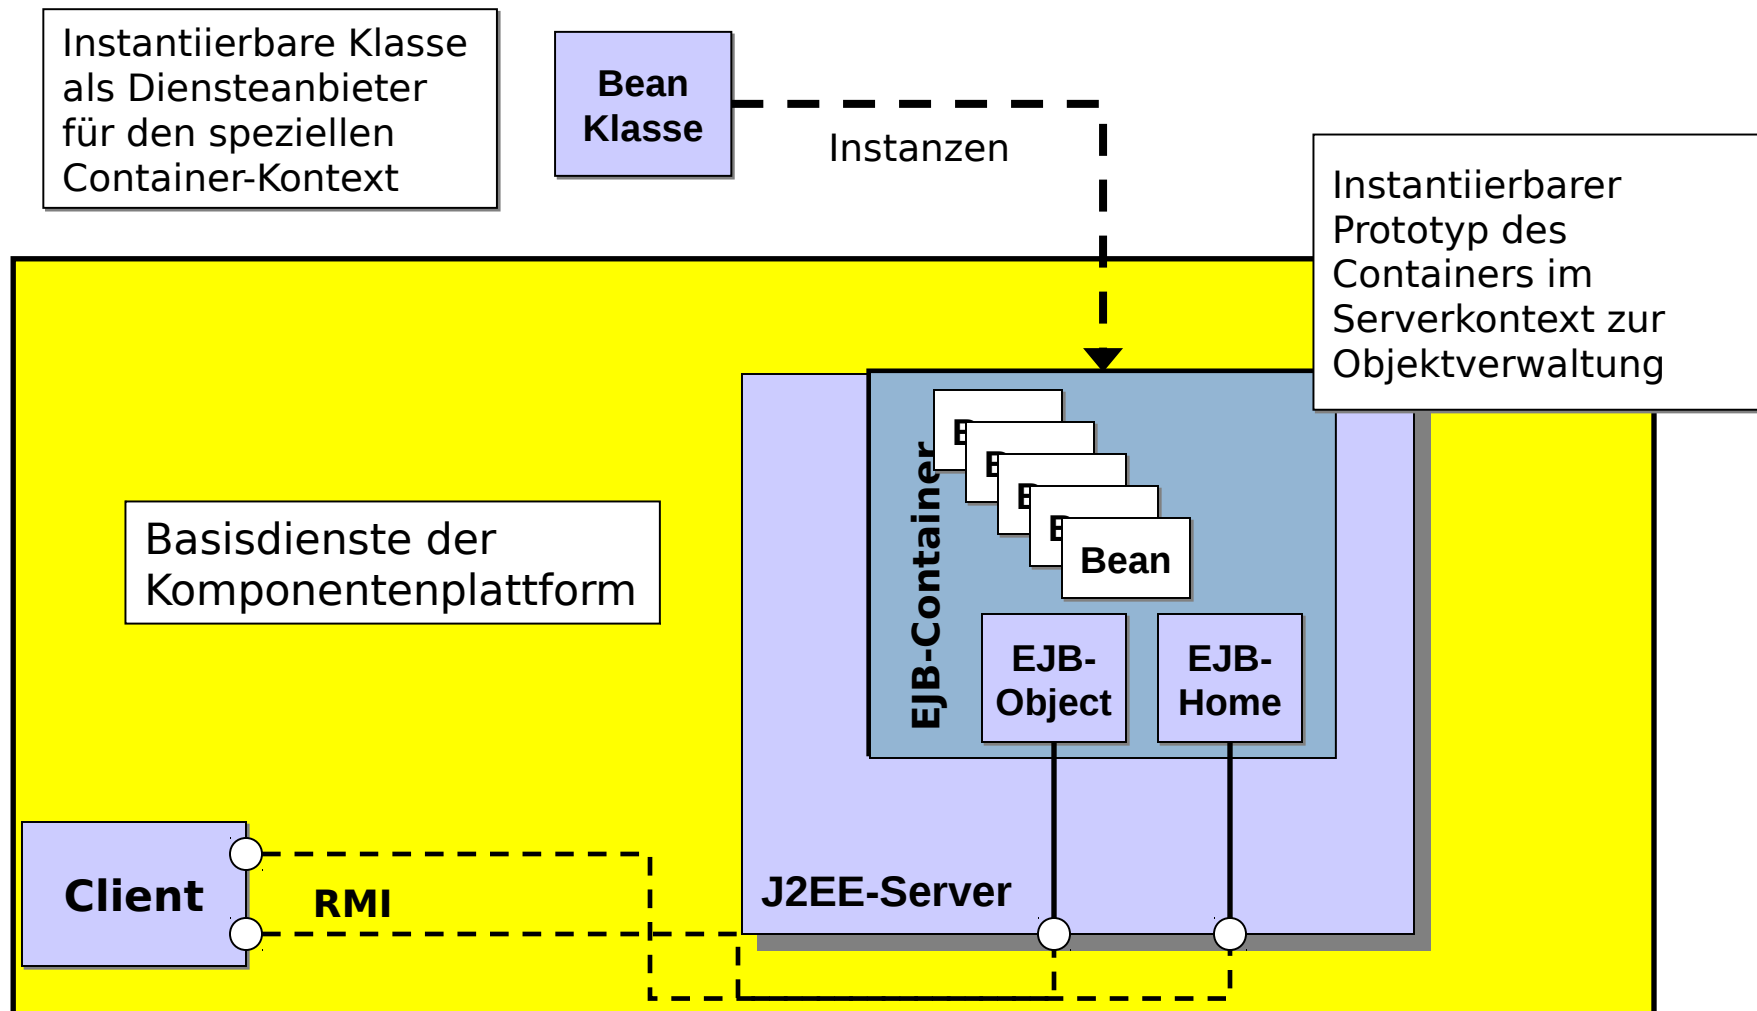 Instantiierbare Klasse
als Diensteanbieter
für den speziellen
Container-Kontext
Bean
Klasse
Instanzen
Instantiierbarer
Prototyp des
Containers im
Serverkontext zur
Objektverwaltung
Basisdienste der
Komponentenplattform
EJB-Container
B
B
B
B
Bean
EJB-
Object
EJB-
Home
J2EE-Server
Client
RMI